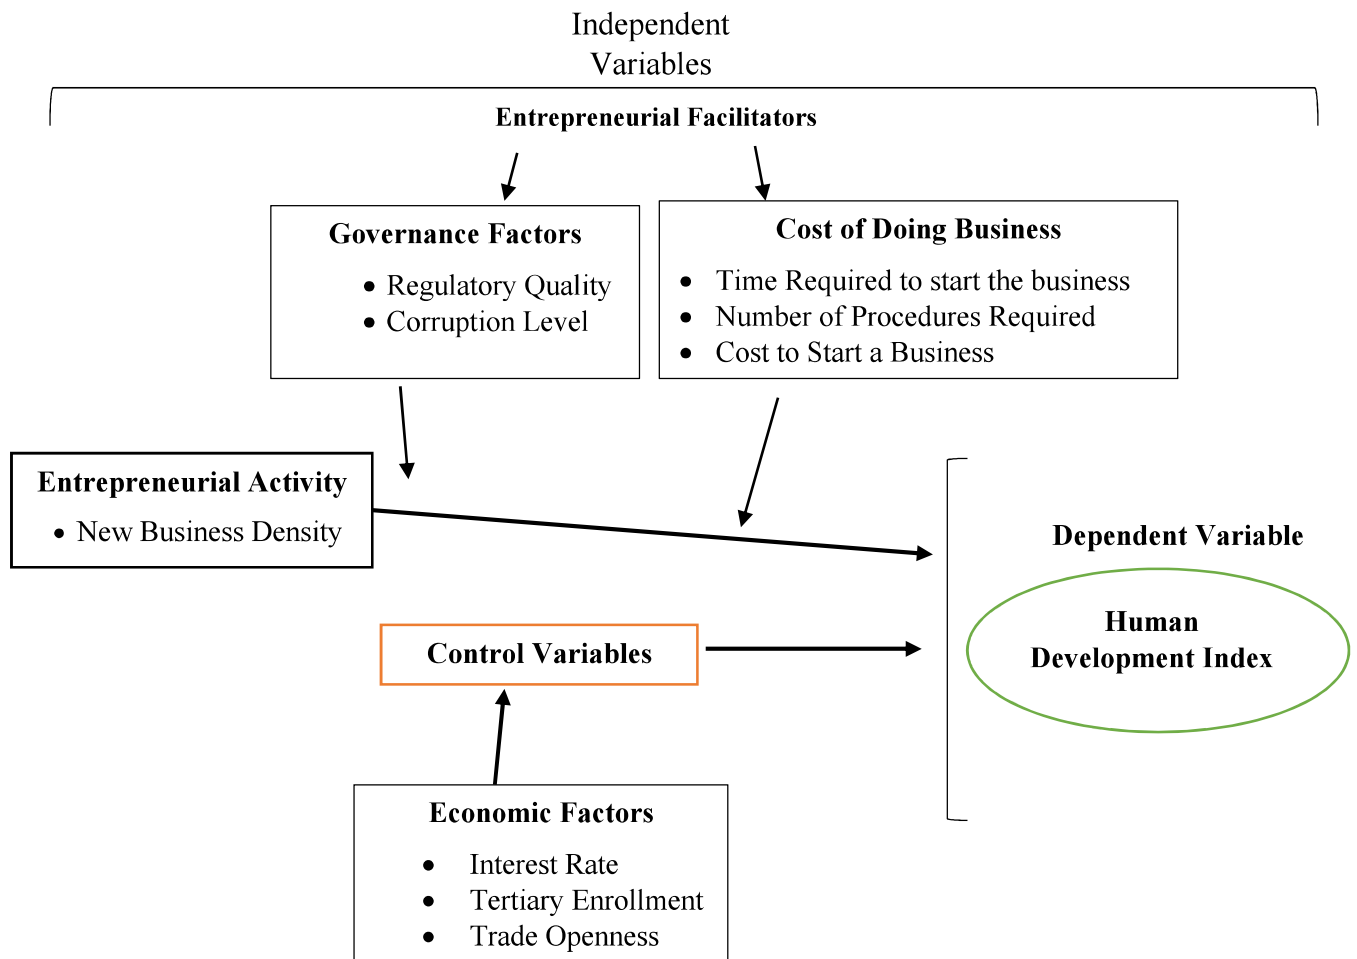 Independent
Variables
Entrepreneurial Facilitators
Governance Factors
• Regulatory Quality
• Corruption Level
Cost of Doing Business
• Time Required to start the business
• Number of Procedures Required
• Cost to Start a Business
Entrepreneurial Activity
• New Business Density
Dependent Variable
Human
Development Index
Control Variables
Economic Factors
• Interest Rate
• Tertiary Enrollment
• Trade Openness